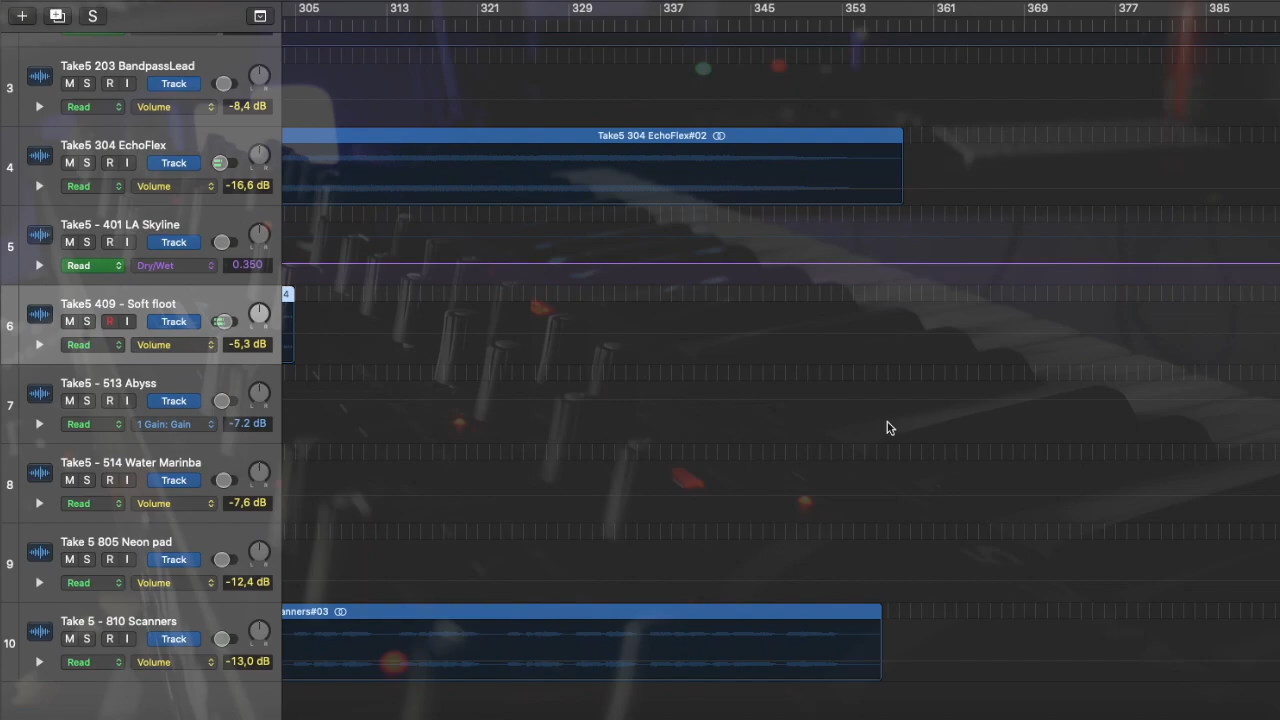 S 305 313 321 329 337 345 353 361 369 377 385
3 Take5 203 BandpassLead
M S R I Track
Read Volume -8,4 dB
Take5 304 EchoFlex#02
4 Take5 304 EchoFlex
M S R I Track
Read Volume -16,6 dB
5 Take5 - 401 LA Skyline
M S R I Track
Read Dry/Wet 0.350
4
6 Take5 409 - Soft floot
M S R I Track
Read Volume -5,3 dB
7 Take5 - 513 Abyss
M S R I Track
Read 1 Gain: Gain -7.2 dB
8 Take5 - 514 Water Marinba
M S R I Track
Read Volume -7,6 dB
9 Take 5 805 Neon pad
M S R I Track
Read Volume -12,4 dB
anners#03
10 Take 5 - 810 Scanners
M S R I Track
Read Volume -13,0 dB